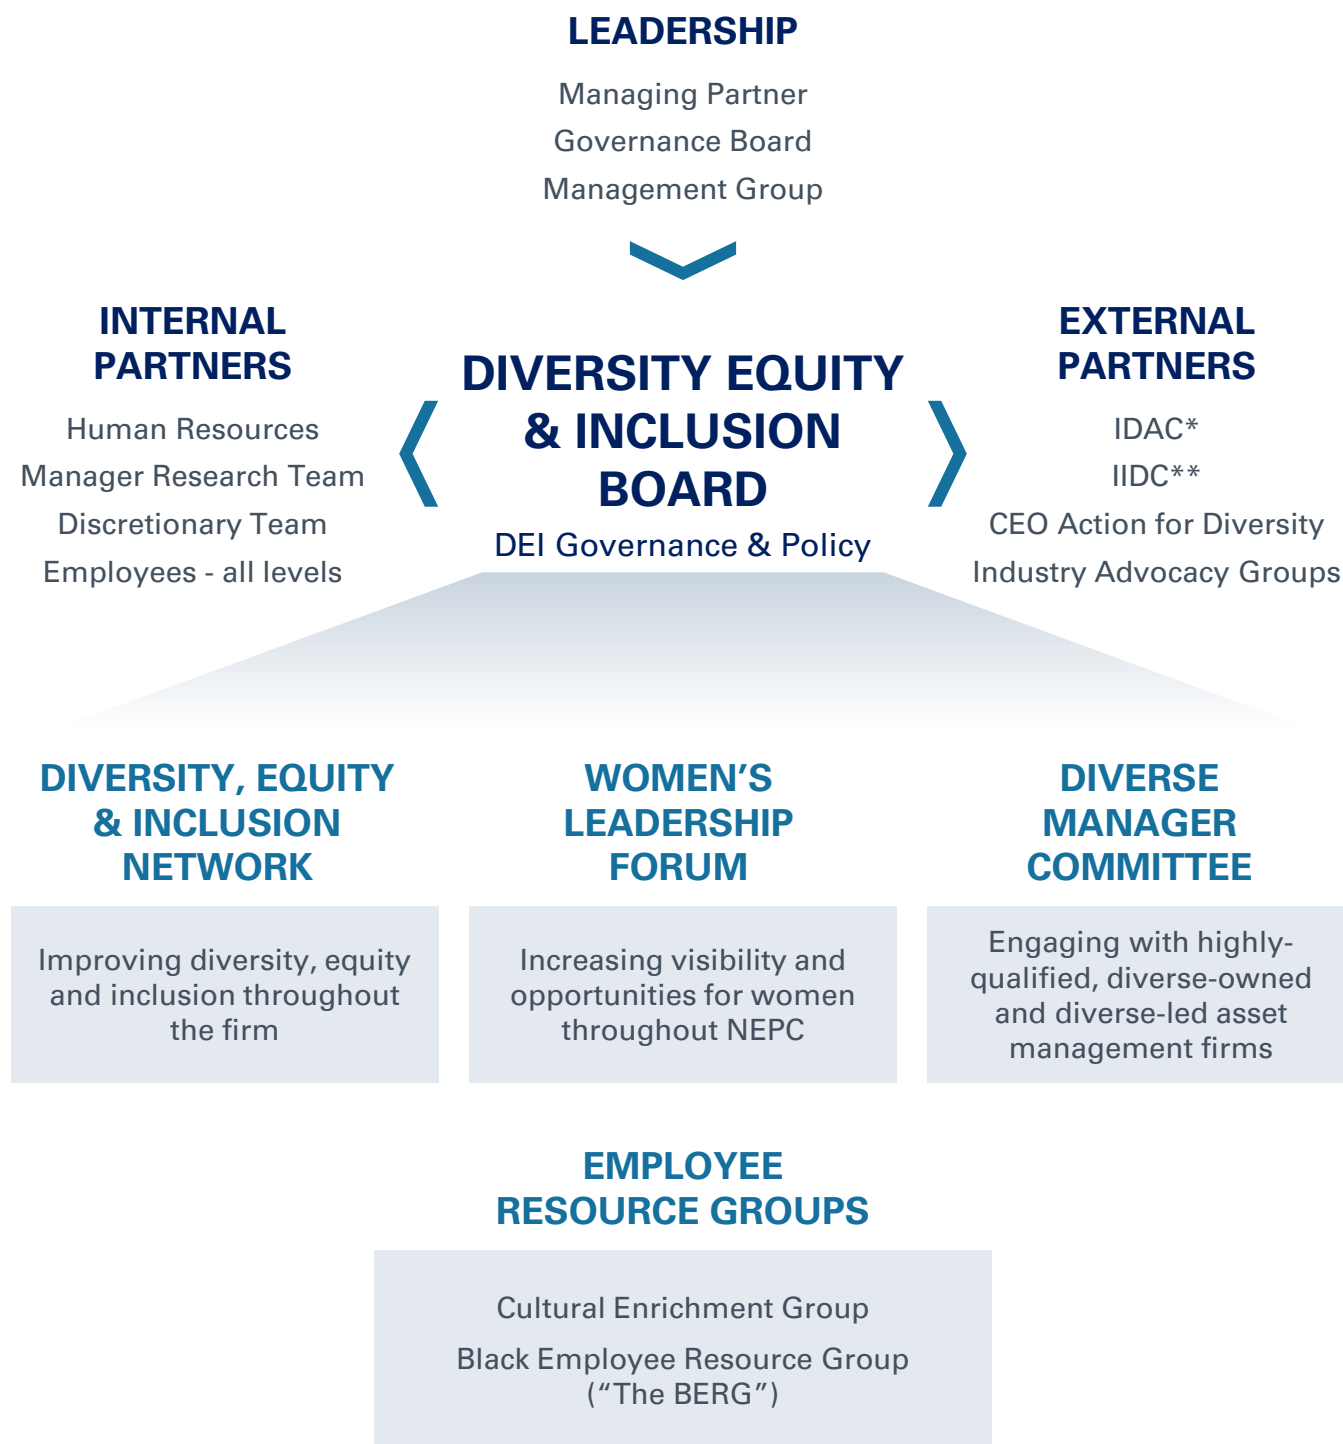 LEADERSHIP
Managing Partner
Governance Board
Management Group
INTERNAL
PARTNERS
Human Resources
Manager Research Team
Discretionary Team
Employees - all levels
DIVERSITY EQUITY
& INCLUSION
BOARD
DEI Governance & Policy
EXTERNAL
PARTNERS
IDAC*
IIDC**
CEO Action for Diversity
Industry Advocacy Groups
DIVERSITY, EQUITY
& INCLUSION
NETWORK
Improving diversity, equity
and inclusion throughout
the firm
WOMEN’S
LEADERSHIP
FORUM
Increasing visibility and
opportunities for women
throughout NEPC
DIVERSE
MANAGER
COMMITTEE
Engaging with highly-
qualified, diverse-owned
and diverse-led asset
management firms
EMPLOYEE
RESOURCE GROUPS
Cultural Enrichment Group
Black Employee Resource Group
(“The BERG”)